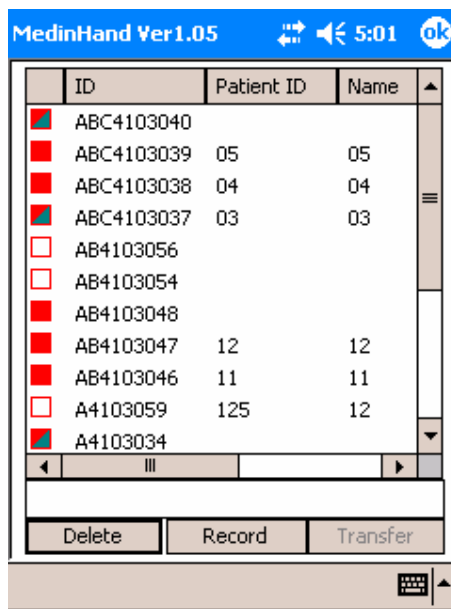 MedinHand Ver1.05 5:01 ok
ID Patient ID Name
ABC4103040
ABC4103039 05 05
ABC4103038 04 04
ABC4103037 03 03
AB4103056
AB4103054
AB4103048
AB4103047 12 12
AB4103046 11 11
A4103059 125 12
A4103034
Delete Record Transfer